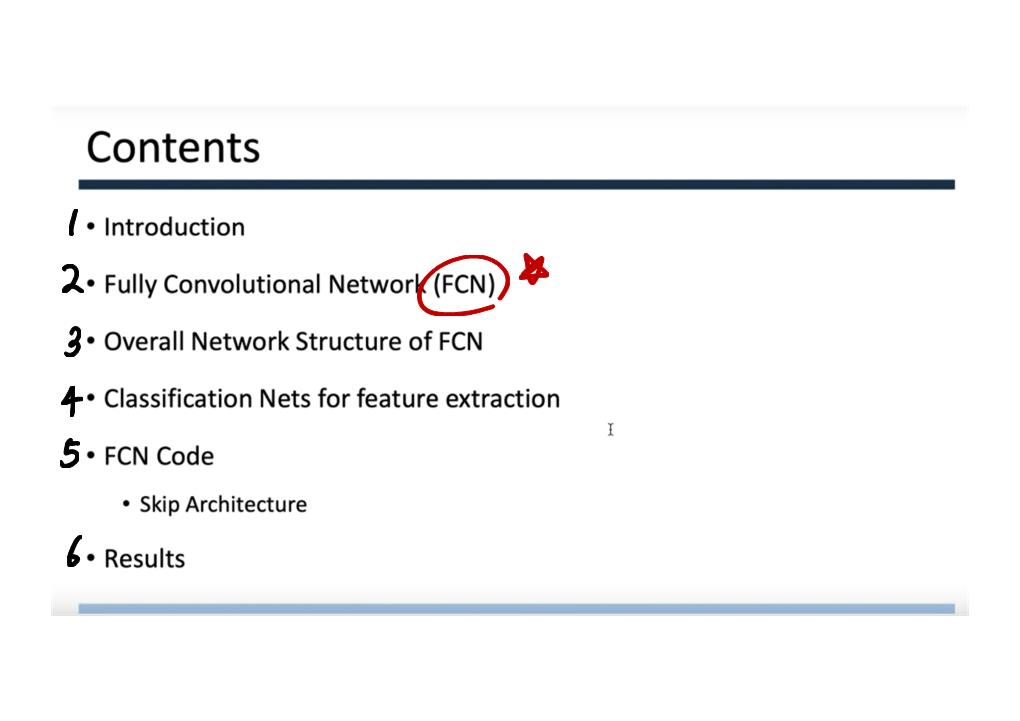 Contents
1 • Introduction
2 • Fully Convolutional Network (FCN)
3 • Overall Network Structure of FCN
4 • Classification Nets for feature extraction
5 • FCN Code
• Skip Architecture
6 • Results